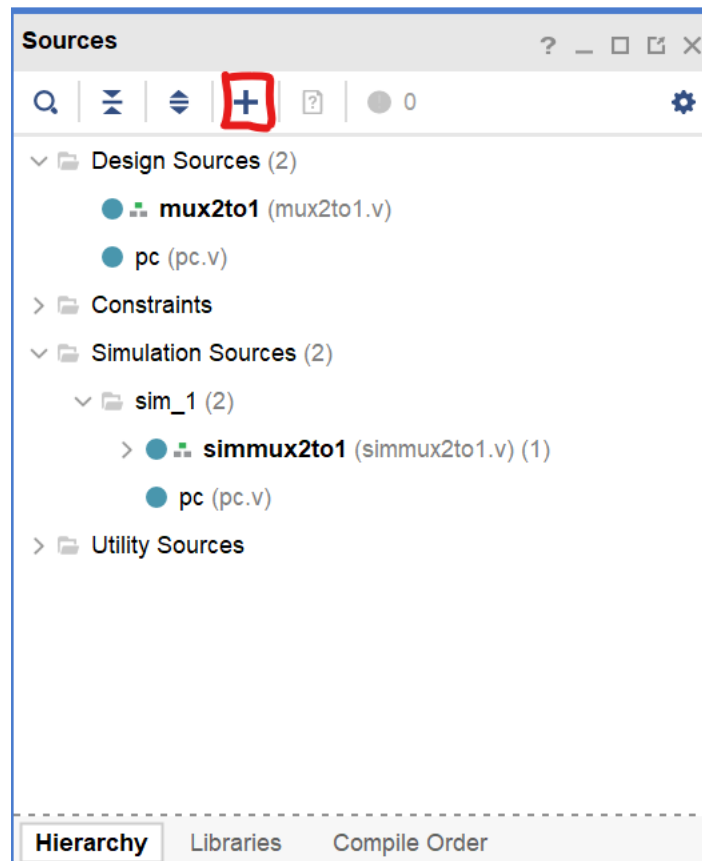 Sources
0
Design Sources (2)
mux2to1 (mux2to1.v)
pc (pc.v)
Constraints
Simulation Sources (2)
sim_1 (2)
simmux2to1 (simmux2to1.v) (1)
pc (pc.v)
Utility Sources
Hierarchy Libraries Compile Order